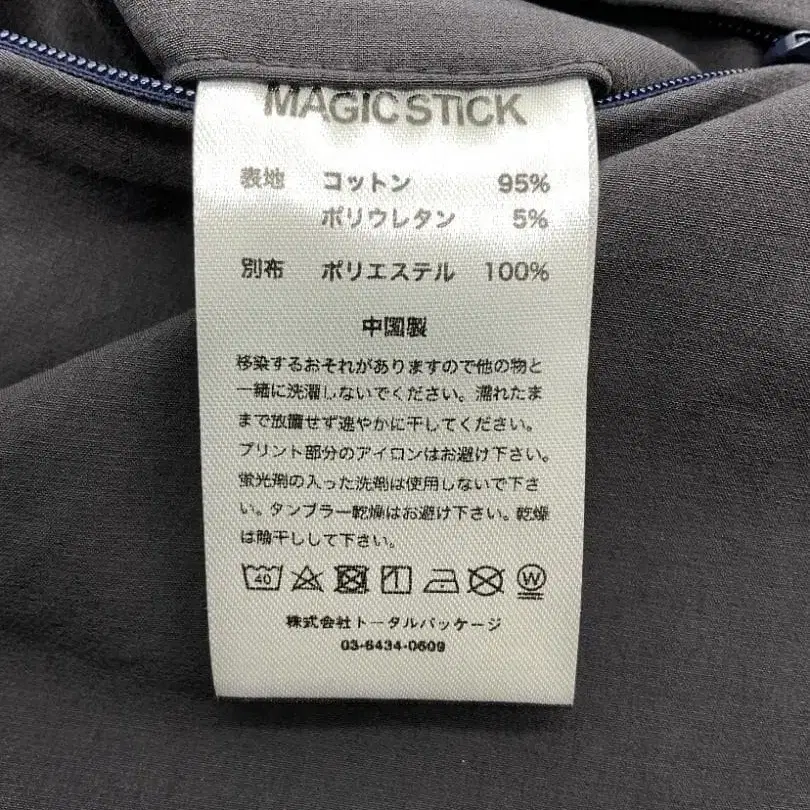 MAGIC STICK
表地 コットン 95%
ポリウレタン 5%
別布 ポリエステル 100%
中国製
移染するおそれがありますので他の物と
一緒に洗濯しないでください。濡れたま
まで放置せず速やかに干してください。
プリント部分のアイロンはお避け下さい。
蛍光剤の入った洗剤は使用しないで下さ
い。タンブラー乾燥はお避け下さい。乾燥
は陰干しして下さい。
40 W
株式会社トータルパッケージ
03-6434-0609